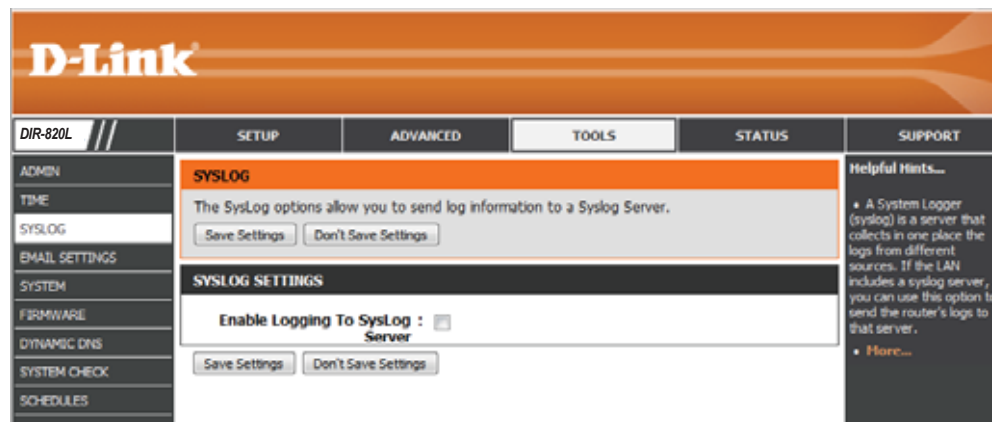 D-Link
DIR-820L
SETUP
ADVANCED
TOOLS
STATUS
SUPPORT
ADMIN
TIME
SYSLOG
EMAIL SETTINGS
SYSTEM
FIRMWARE
DYNAMIC DNS
SYSTEM CHECK
SCHEDULES
SYSLOG
The SysLog options allow you to send log information to a Syslog Server.
Save Settings
Don't Save Settings
SYSLOG SETTINGS
Enable Logging To SysLog :
Server
Save Settings
Don't Save Settings
Helpful Hints...
• A System Logger
(syslog) is a server that
collects in one place the
logs from different
sources. If the LAN
includes a syslog server,
you can use this option to
send the router's logs to
that server.
• More...